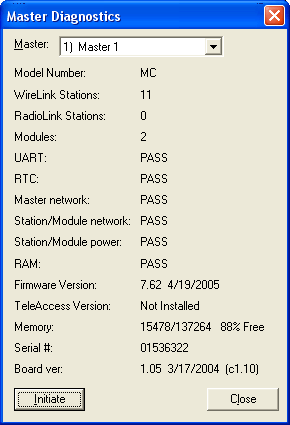 Master Diagnostics
Master: 1) Master 1
Model Number: MC
WireLink Stations: 11
RadioLink Stations: 0
Modules: 2
UART: PASS
RTC: PASS
Master network: PASS
Station/Module network: PASS
Station/Module power: PASS
RAM: PASS
Firmware Version: 7.62 4/19/2005
TeleAccess Version: Not Installed
Memory: 15478/137264 88% Free
Serial #: 01536322
Board ver: 1.05 3/17/2004 (c1.10)
Initiate Close